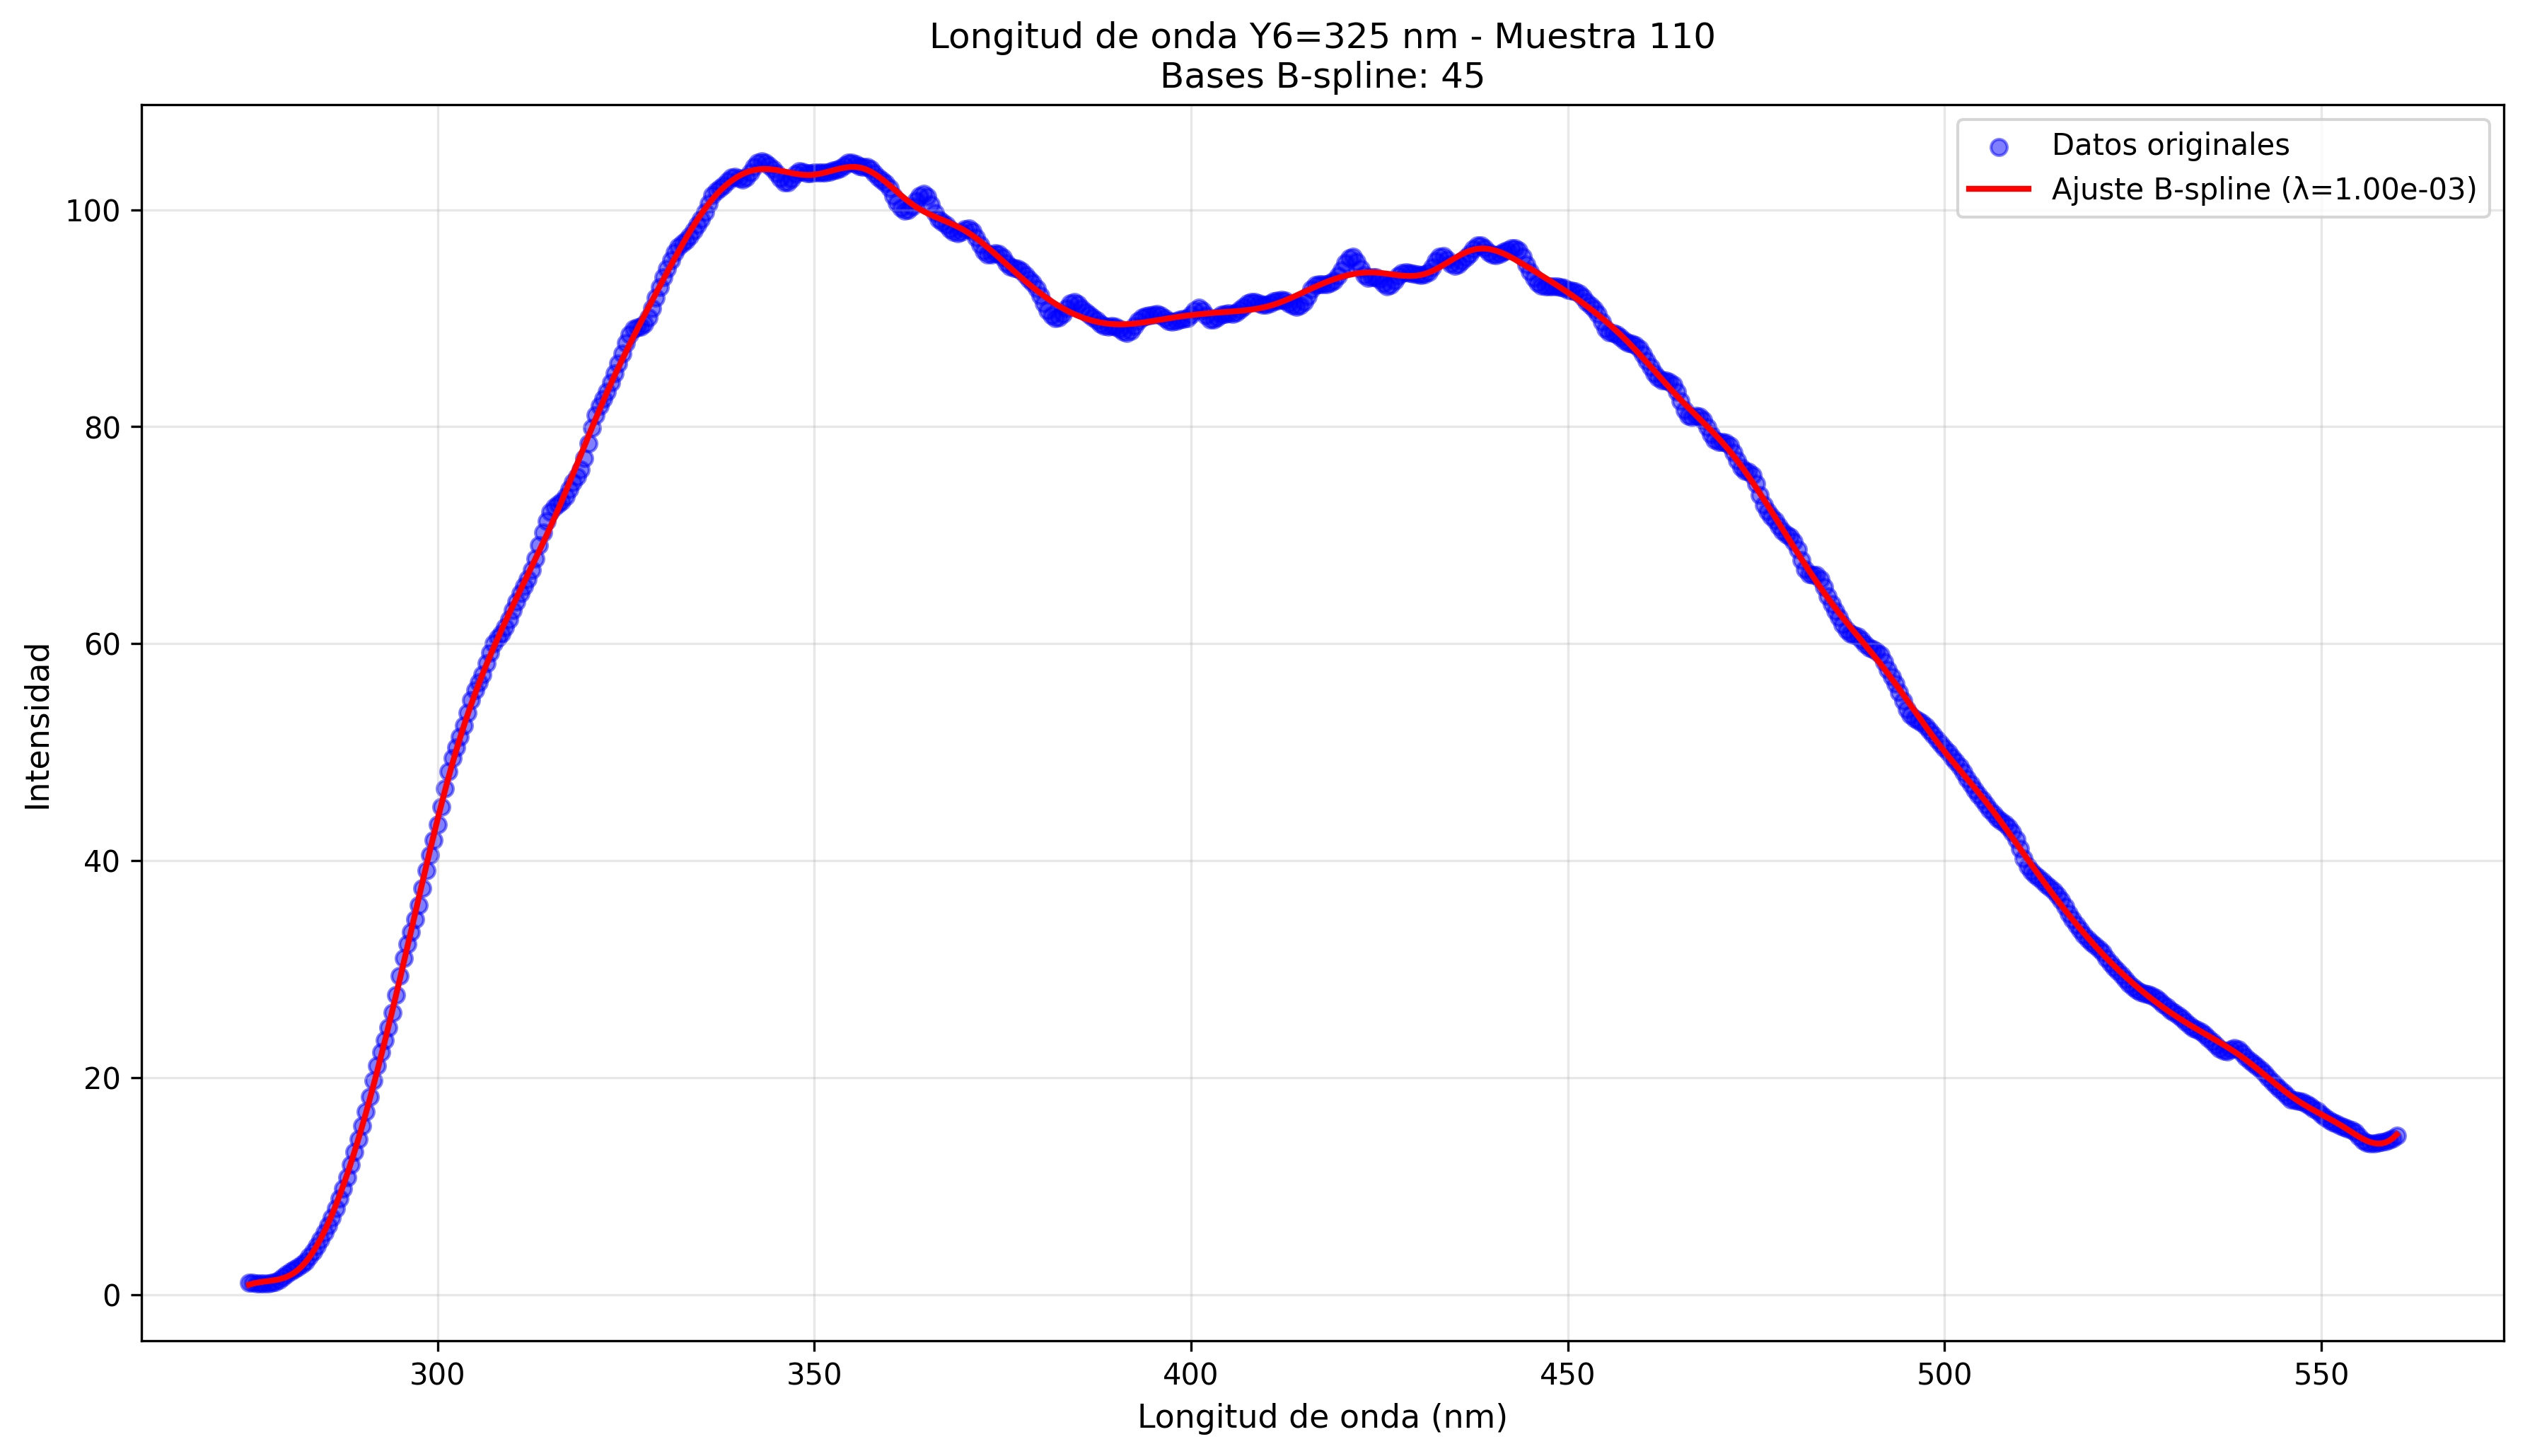 Longitud de onda Y6=325 nm - Muestra 110
Bases B-spline: 45
Datos originales
Ajuste B-spline (λ=1.00e-03)
Intensidad
100
80
60
40
20
0
300 350 400 450 500 550
Longitud de onda (nm)